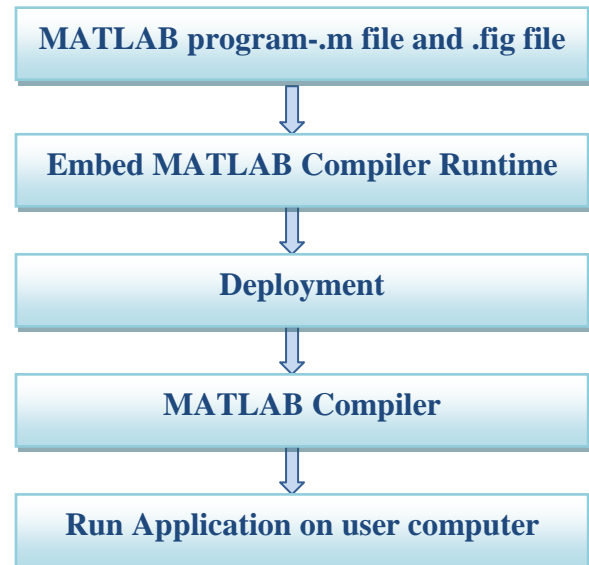 MATLAB program-.m file and .fig file
Embed MATLAB Compiler Runtime
Deployment
MATLAB Compiler
Run Application on user computer